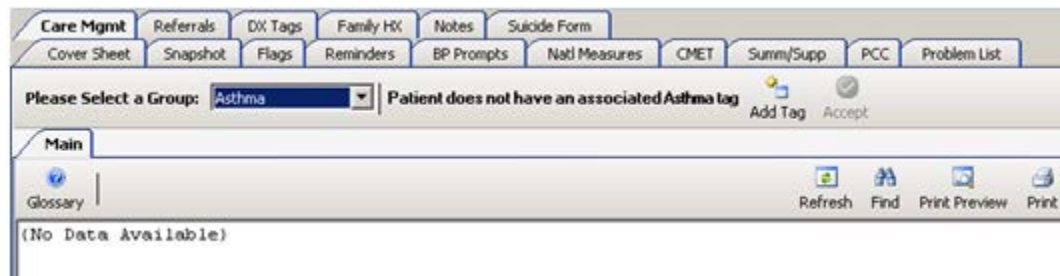 Care Mgmt Referrals DX Tags Family HX Notes Suicide Form
Cover Sheet Snapshot Flags Reminders BP Prompts Natl Measures CMET Summ/Supp PCC Problem List
Please Select a Group: Asthma Patient does not have an associated Asthma tag Add Tag Accept
Main
Glossary Refresh Find Print Preview Print
(No Data Available)